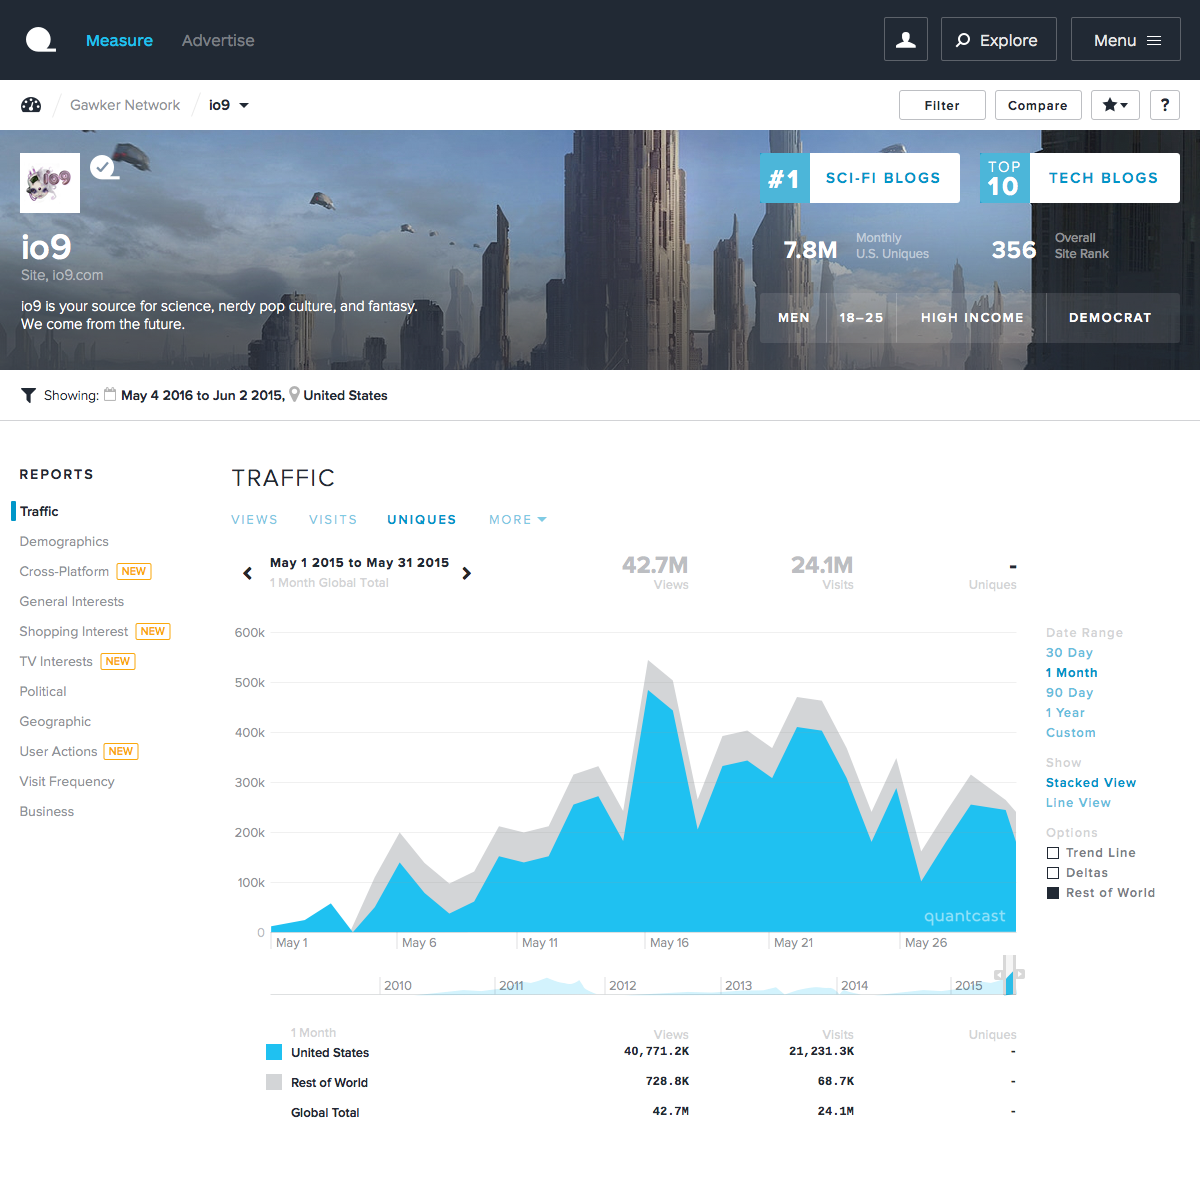 Measure Advertise Explore Menu
Gawker Network io9 Filter Compare ?
io9
#1 SCI-FI BLOGS TOP 10 TECH BLOGS
io9
Site, io9.com
7.8M Monthly U.S. Uniques 356 Overall Site Rank
io9 is your source for science, nerdy pop culture, and fantasy.
We come from the future.
MEN 18–25 HIGH INCOME DEMOCRAT
Showing: May 4 2016 to Jun 2 2015, United States
REPORTS
Traffic
Demographics
Cross-Platform NEW
General Interests
Shopping Interest NEW
TV Interests NEW
Political
Geographic
User Actions NEW
Visit Frequency
Business
TRAFFIC
VIEWS VISITS UNIQUES MORE
May 1 2015 to May 31 2015
1 Month Global Total
42.7M Views
24.1M Visits
- Uniques
600k
500k
400k
300k
200k
100k
0
quantcast
May 1 May 6 May 11 May 16 May 21 May 26
2010 2011 2012 2013 2014 2015
Date Range
30 Day
1 Month
90 Day
1 Year
Custom
Show
Stacked View
Line View
Options
Trend Line
Deltas
Rest of World
1 Month Views Visits Uniques
United States 40,771.2K 21,231.3K -
Rest of World 728.8K 68.7K -
Global Total 42.7M 24.1M -